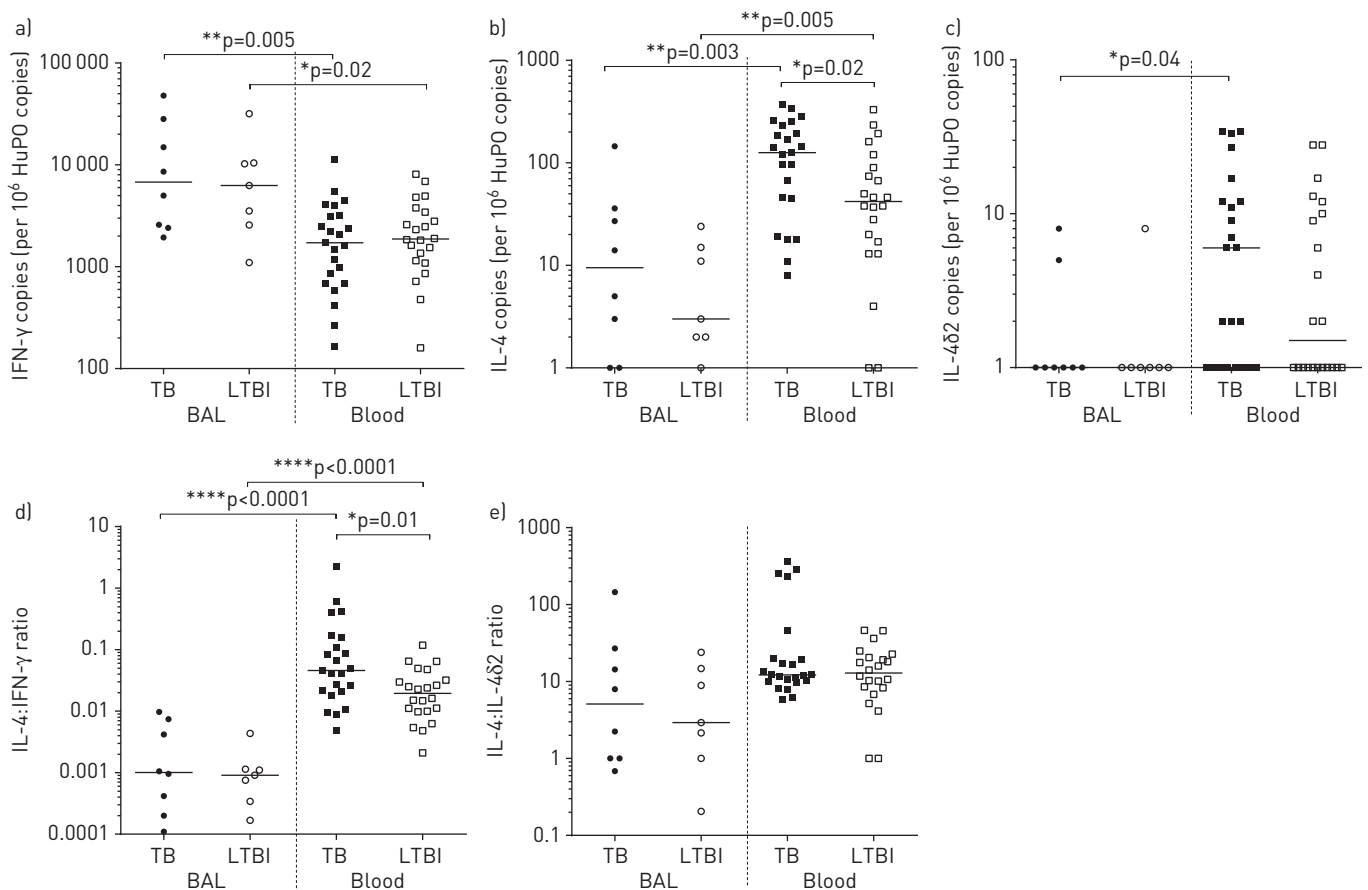 a)
**p=0.005
*p=0.02
IFN-γ copies (per 10⁶ HuPO copies)
100 000
10 000
1000
100
TB LTBI TB LTBI
BAL Blood
b)
**p=0.005
**p=0.003
*p=0.02
IL-4 copies (per 10⁶ HuPO copies)
1000
100
10
1
TB LTBI TB LTBI
BAL Blood
c)
*p=0.04
IL-4δ2 copies (per 10⁶ HuPO copies)
100
10
1
TB LTBI TB LTBI
BAL Blood
d)
****p<0.0001
****p<0.0001
*p=0.01
IL-4:IFN-γ ratio
10
1
0.1
0.01
0.001
0.0001
TB LTBI TB LTBI
BAL Blood
e)
IL-4:IL-4δ2 ratio
1000
100
10
1
0.1
TB LTBI TB LTBI
BAL Blood